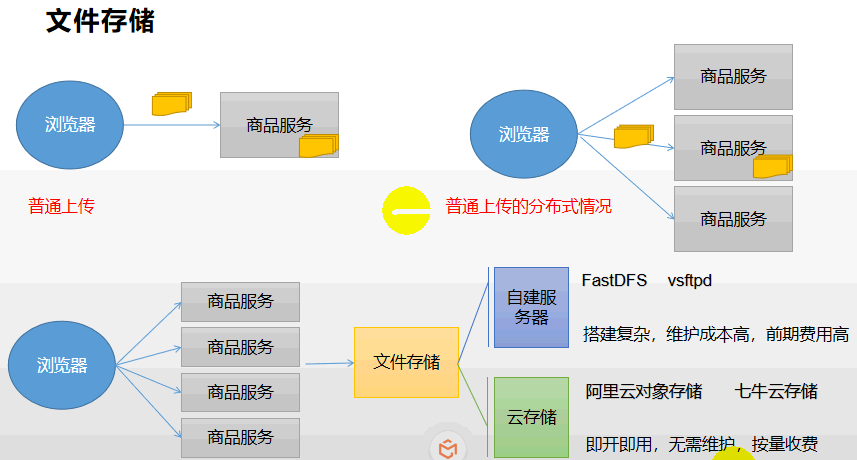 文件存储
浏览器
商品服务
普通上传
浏览器
商品服务
商品服务
商品服务
普通上传的分布式情况
浏览器
商品服务
商品服务
商品服务
商品服务
文件存储
自建服
务器
FastDFS vsftpd
搭建复杂，维护成本高，前期费用高
云存储
阿里云对象存储 七牛云存储
即开即用，无需维护，按量收费